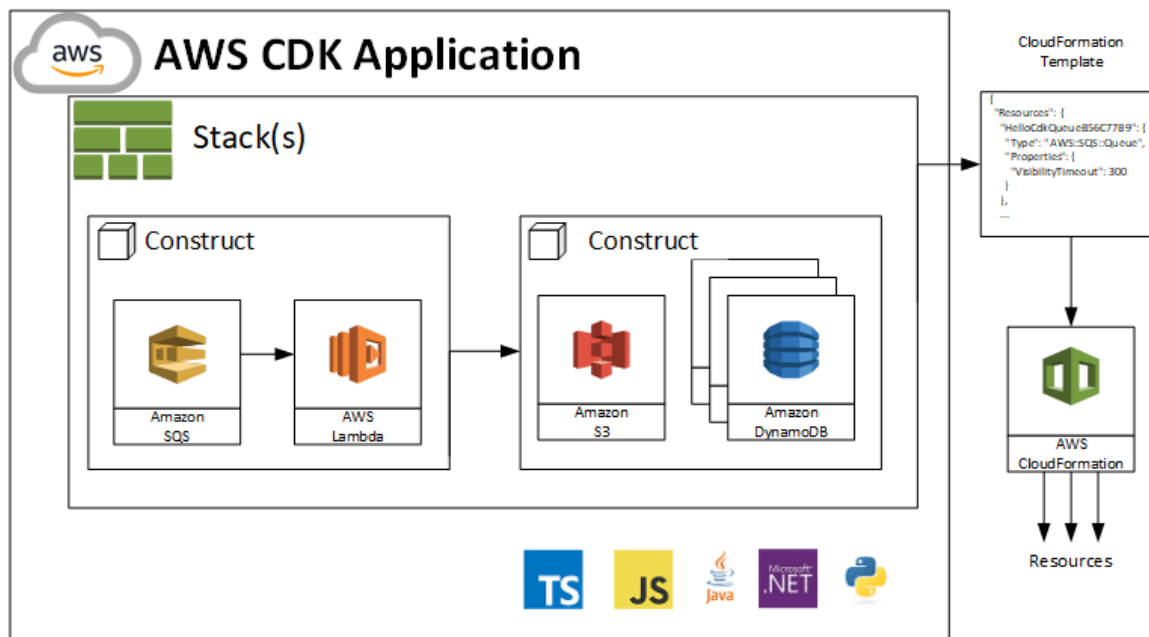 aws
AWS CDK Application
Stack(s)
Construct
Amazon
SQS
AWS
Lambda
Construct
Amazon
S3
Amazon
DynamoDB
TS
JS
Java
Microsoft
.NET
CloudFormation
Template
{
"Resources": {
"HelloCdkQueueB56C77B9": {
"Type": "AWS::SQS::Queue",
"Properties": {
"VisibilityTimeout": 300
}
},
...
AWS
CloudFormation
Resources